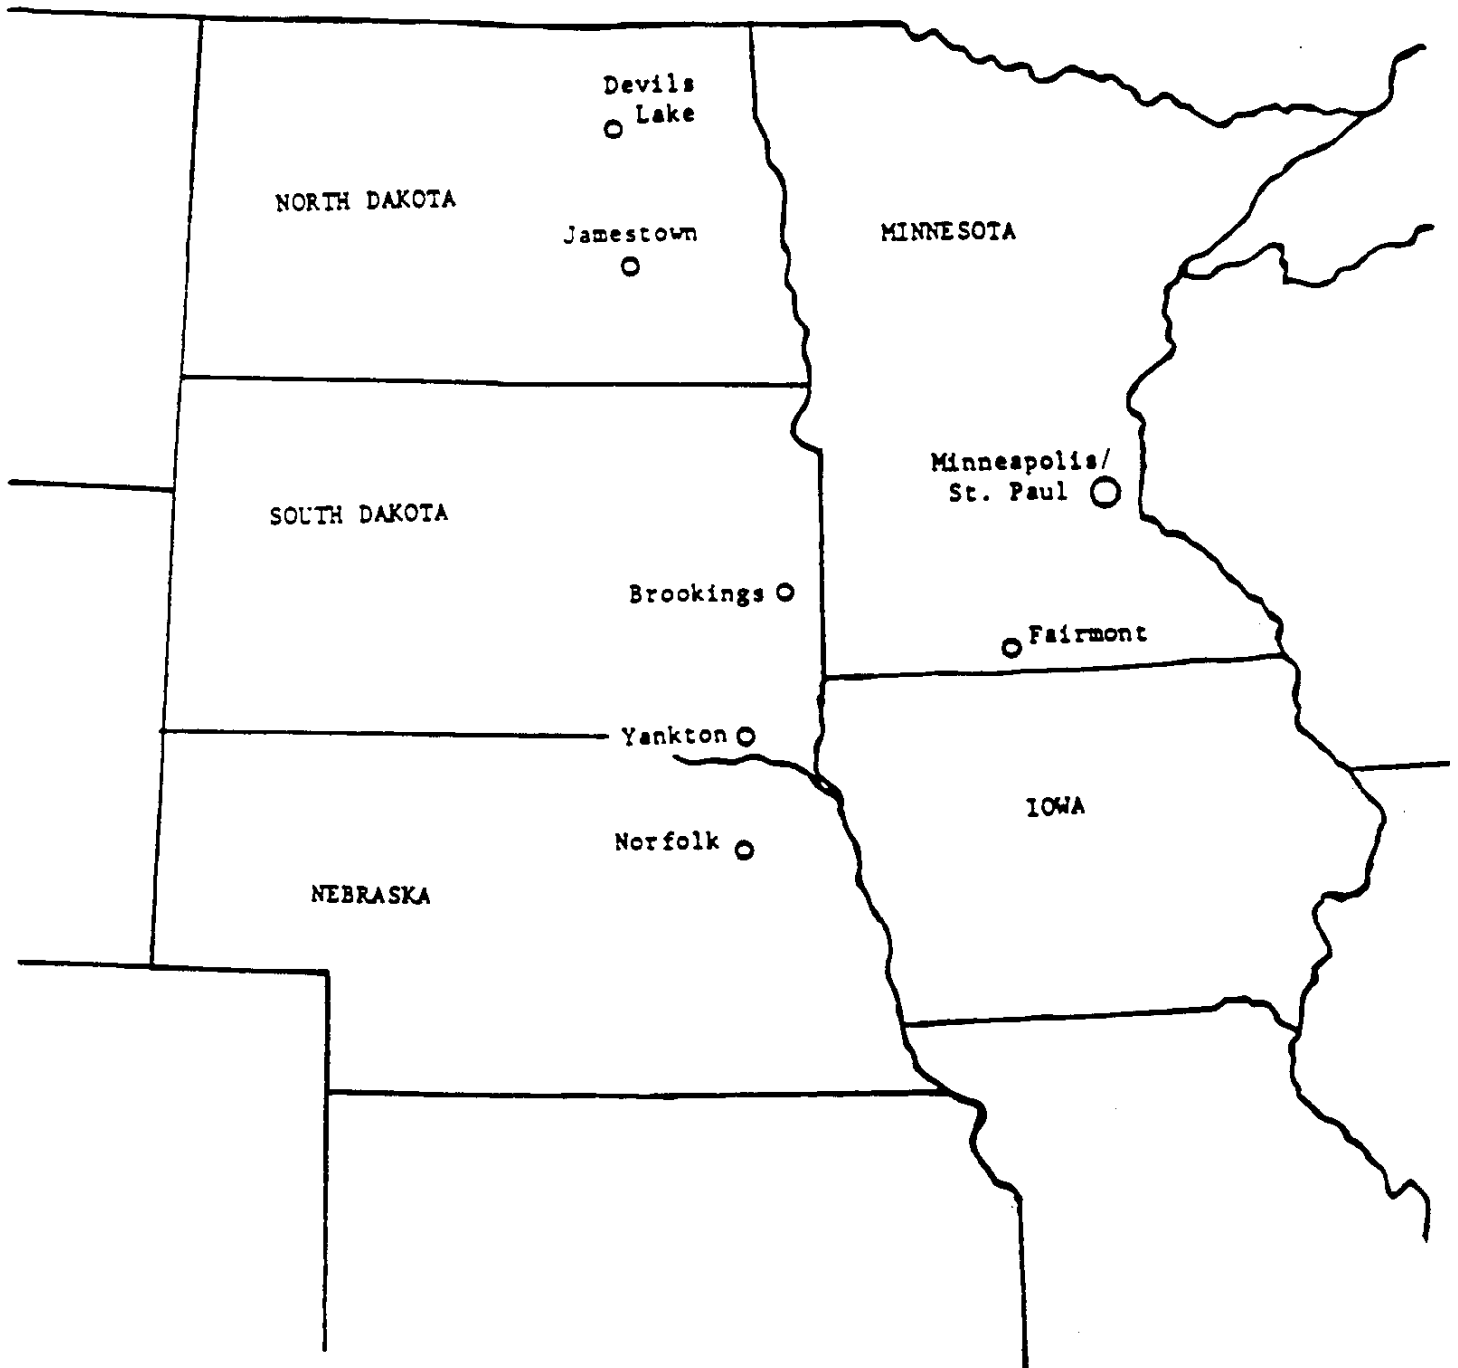 Devils
Lake
NORTH DAKOTA
Jamestown
MINNESOTA
Minneapolis/
St. Paul
SOUTH DAKOTA
Brookings
Fairmont
Yankton
IOWA
Norfolk
NEBRASKA